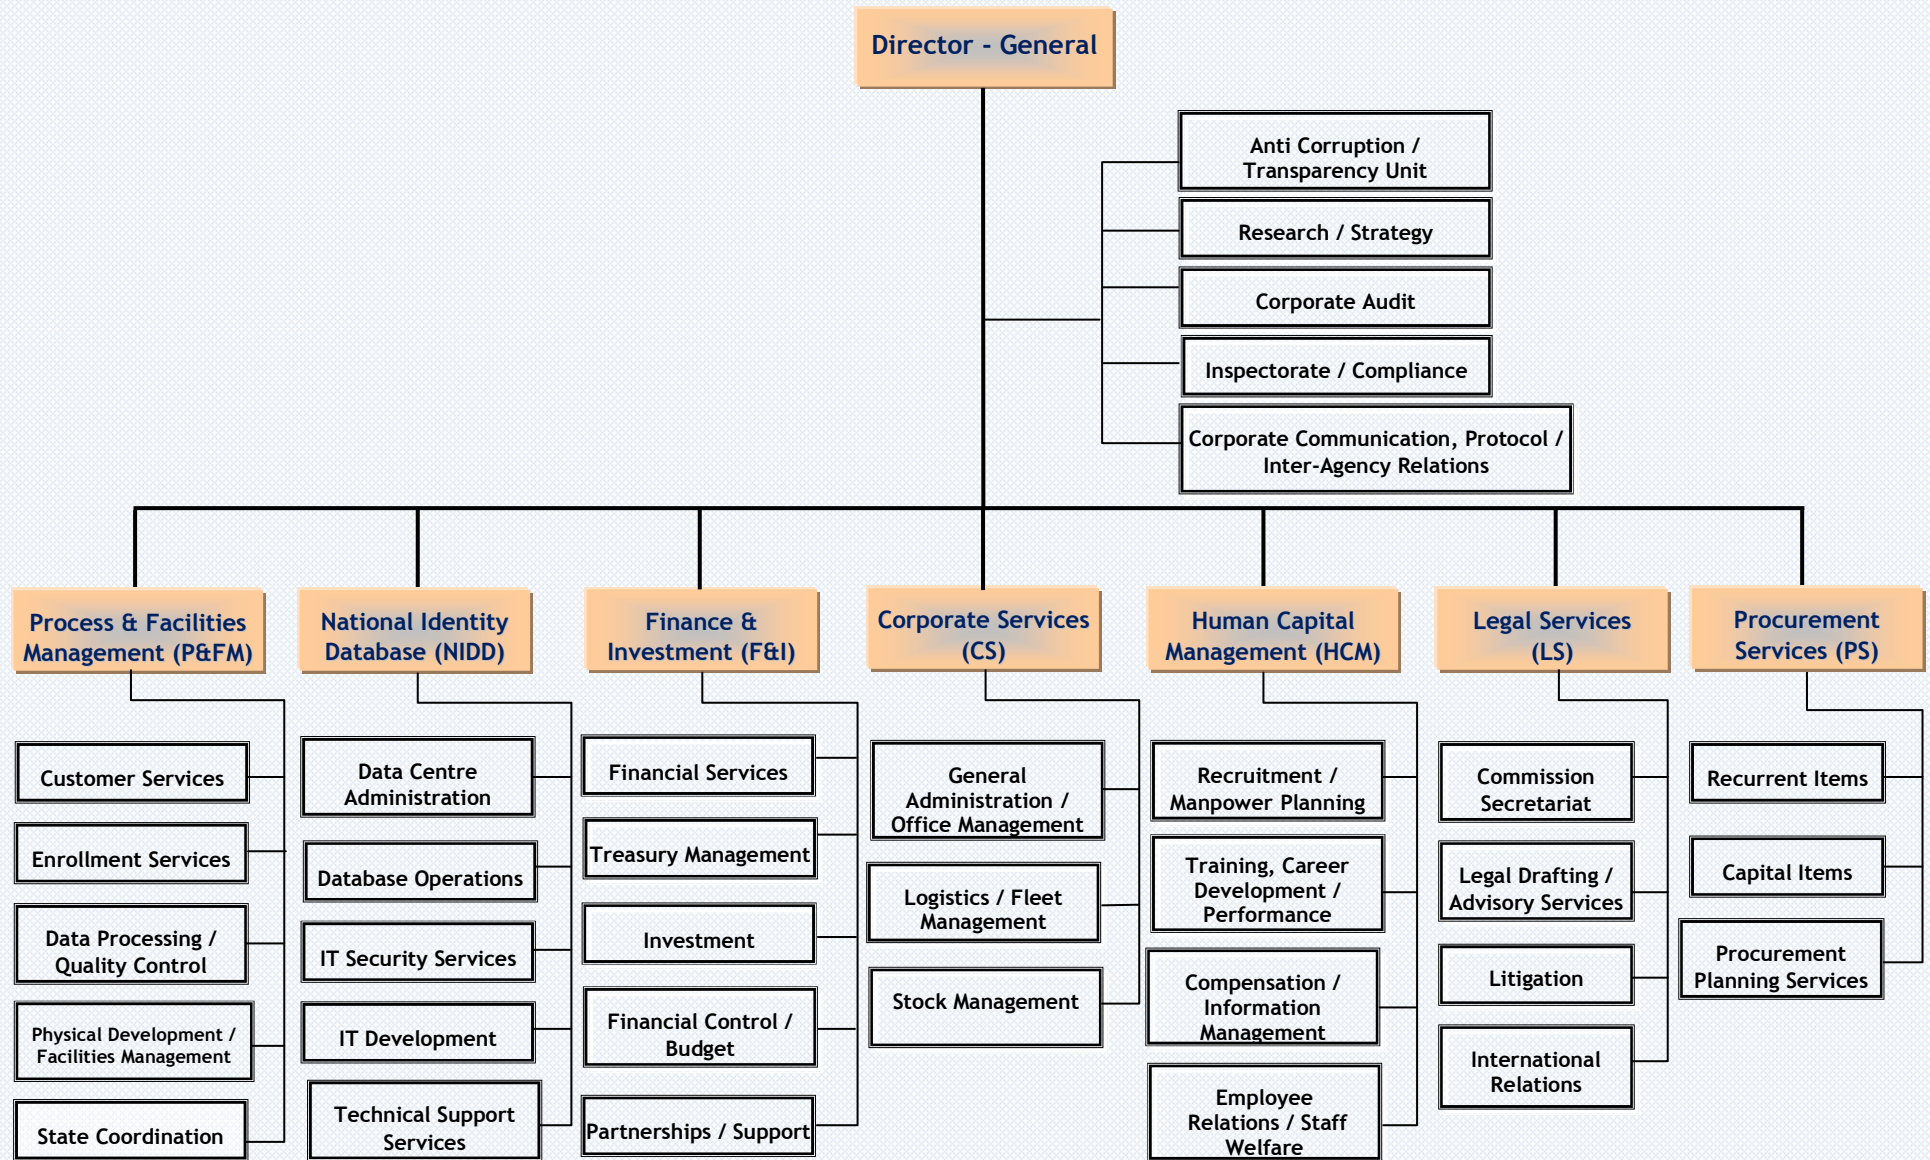 Director - General
Anti Corruption /
Transparency Unit
Research / Strategy
Corporate Audit
Inspectorate / Compliance
Corporate Communication, Protocol /
Inter-Agency Relations
Process & Facilities
Management (P&FM)
Customer Services
Enrollment Services
Data Processing /
Quality Control
Physical Development /
Facilities Management
State Coordination
National Identity
Database (NIDD)
Data Centre
Administration
Database Operations
IT Security Services
IT Development
Technical Support
Services
Finance &
Investment (F&I)
Financial Services
Treasury Management
Investment
Financial Control /
Budget
Partnerships / Support
Corporate Services
(CS)
General
Administration /
Office Management
Logistics / Fleet
Management
Stock Management
Human Capital
Management (HCM)
Recruitment /
Manpower Planning
Training, Career
Development /
Performance
Compensation /
Information
Management
Employee
Relations / Staff
Welfare
Legal Services
(LS)
Commission
Secretariat
Legal Drafting /
Advisory Services
Litigation
International
Relations
Procurement
Services (PS)
Recurrent Items
Capital Items
Procurement
Planning Services